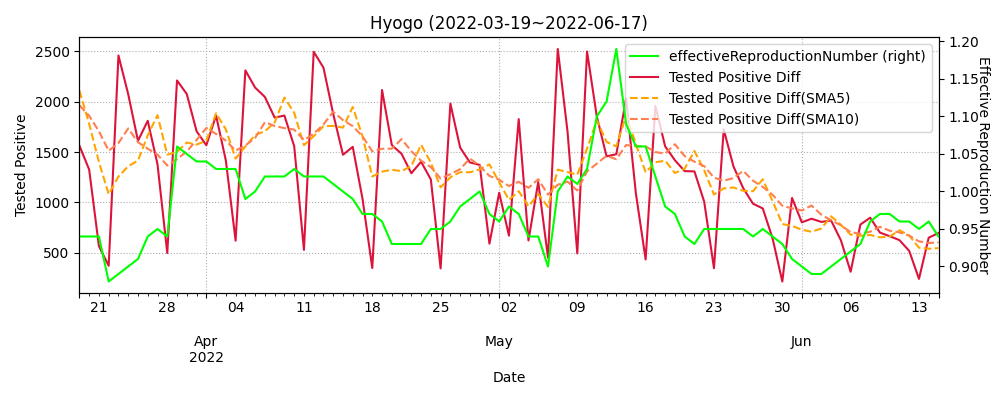 Hyogo (2022-03-19~2022-06-17)
effectiveReproductionNumber (right)
Tested Positive Diff
Tested Positive Diff(SMA5)
Tested Positive Diff(SMA10)
Tested Positive
2500
2000
1500
1000
500
Effective Reproduction Number
1.20
1.15
1.10
1.05
1.00
0.95
0.90
21 28 04 11 18 25 02 09 16 23 06 13
Apr May Jun
2022
Date